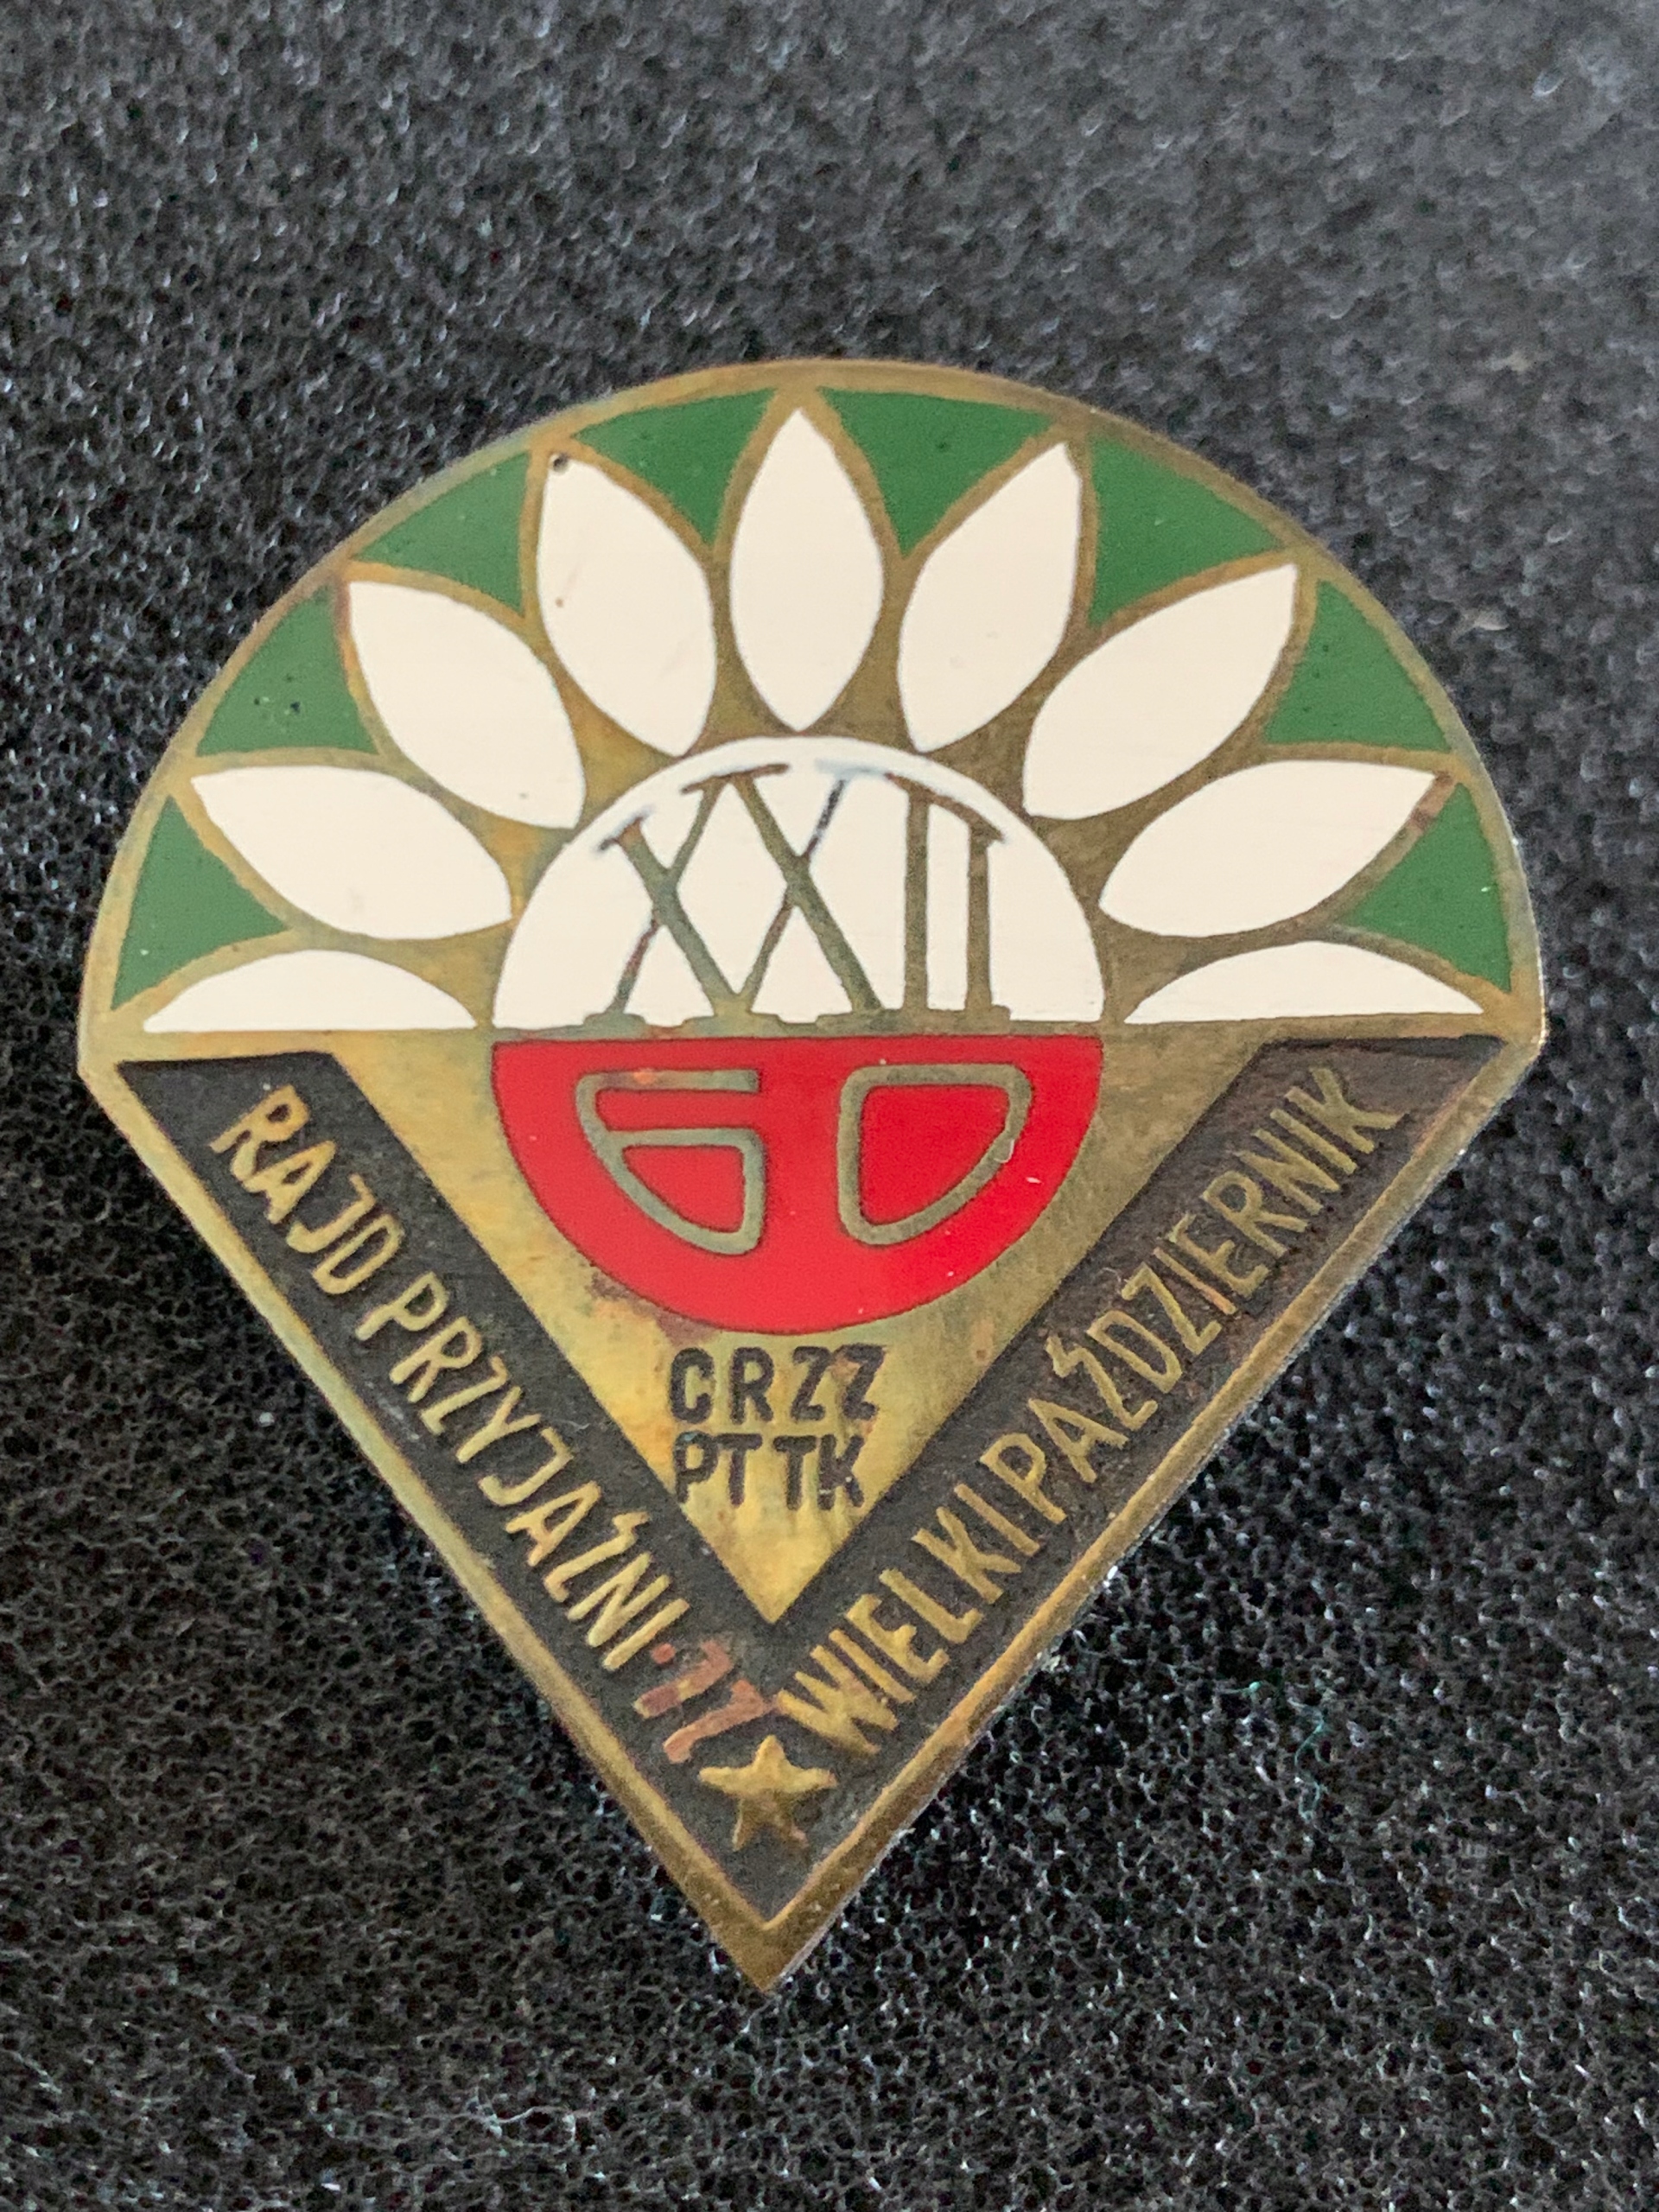 XXII
60
CRZZ
PTTK
RAJD PRZYJAŹNI·77
WIELKI PAŹDZIERNIK